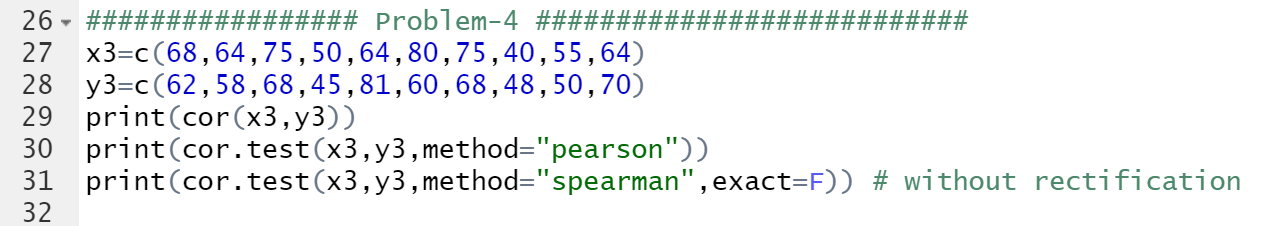 26 ################# Problem-4 ###########################
27 x3=c(68,64,75,50,64,80,75,40,55,64)
28 y3=c(62,58,68,45,81,60,68,48,50,70)
29 print(cor(x3,y3))
30 print(cor.test(x3,y3,method="pearson"))
31 print(cor.test(x3,y3,method="spearman",exact=F)) # without rectification
32